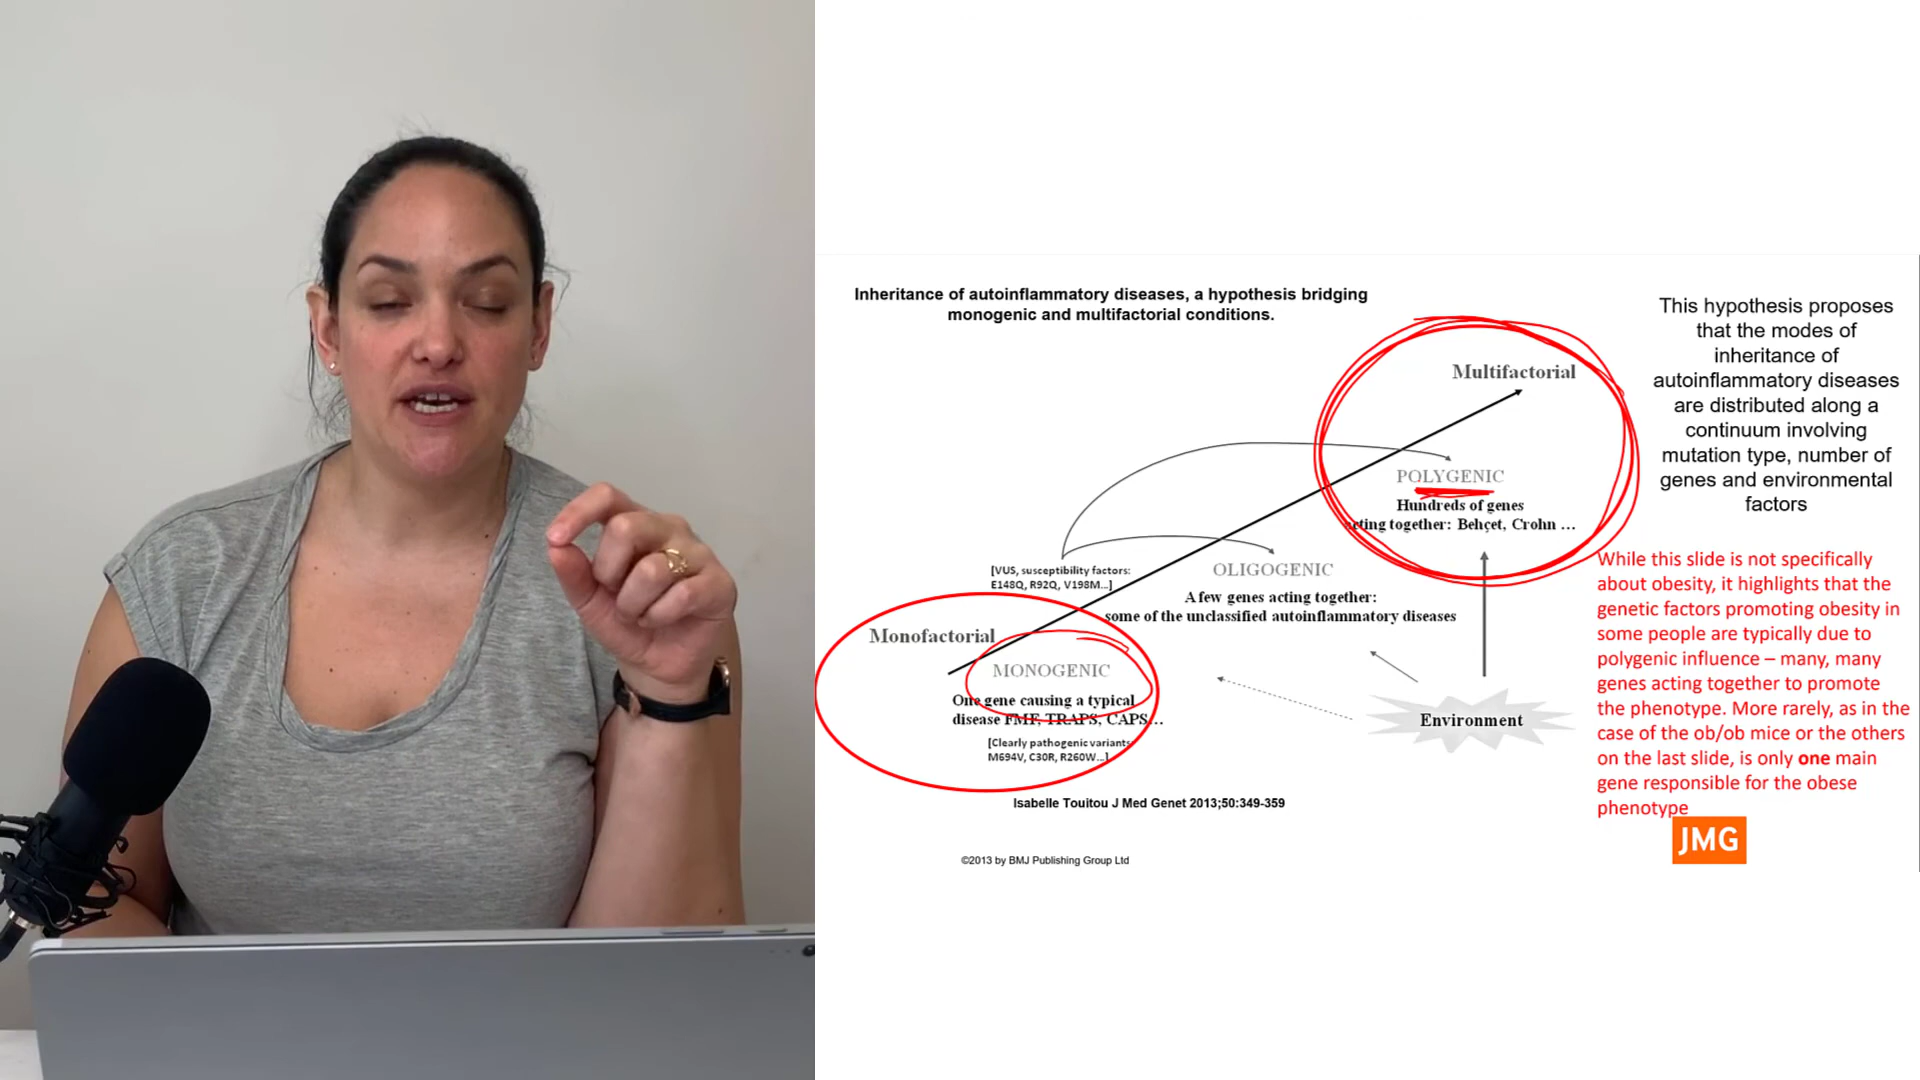 Inheritance of autoinflammatory diseases, a hypothesis bridging
monogenic and multifactorial conditions.
Multifactorial
POLYGENIC
Hundreds of genes
acting together: Behçet, Crohn ...
[VUS, susceptibility factors:
E148Q, R92Q, V198M...]
OLIGOGENIC
A few genes acting together:
some of the unclassified autoinflammatory diseases
Monofactorial
MONOGENIC
One gene causing a typical
disease FMF, TRAPS, CAPS...
[Clearly pathogenic variants:
M694V, C30R, R260W...]
Environment
Isabelle Touitou J Med Genet 2013;50:349-359
©2013 by BMJ Publishing Group Ltd
This hypothesis proposes
that the modes of
inheritance of
autoinflammatory diseases
are distributed along a
continuum involving
mutation type, number of
genes and environmental
factors
While this slide is not specifically
about obesity, it highlights that the
genetic factors promoting obesity in
some people are typically due to
polygenic influence – many, many
genes acting together to promote
the phenotype. More rarely, as in the
case of the ob/ob mice or the others
on the last slide, is only one main
gene responsible for the obese
phenotype
JMG